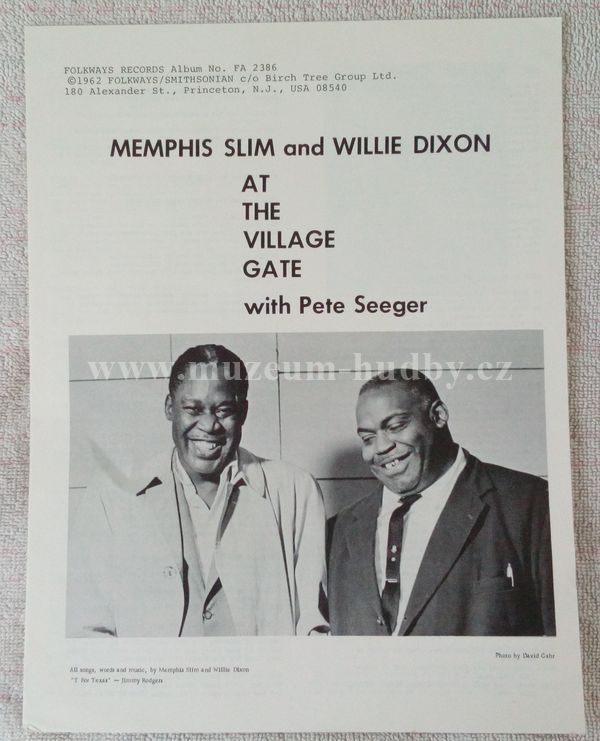 FOLKWAYS RECORDS Album No. FA 2386
©1962 FOLKWAYS/SMITHSONIAN c/o Birch Tree Group Ltd.
180 Alexander St., Princeton, N.J., USA 08540
MEMPHIS SLIM and WILLIE DIXON
AT
THE
VILLAGE
GATE
with Pete Seeger
www.muzeum-hudby.cz
Photo by David Gahr
All songs, words and music, by Memphis Slim and Willie Dixon
"T For Texas" — Jimmy Rodgers